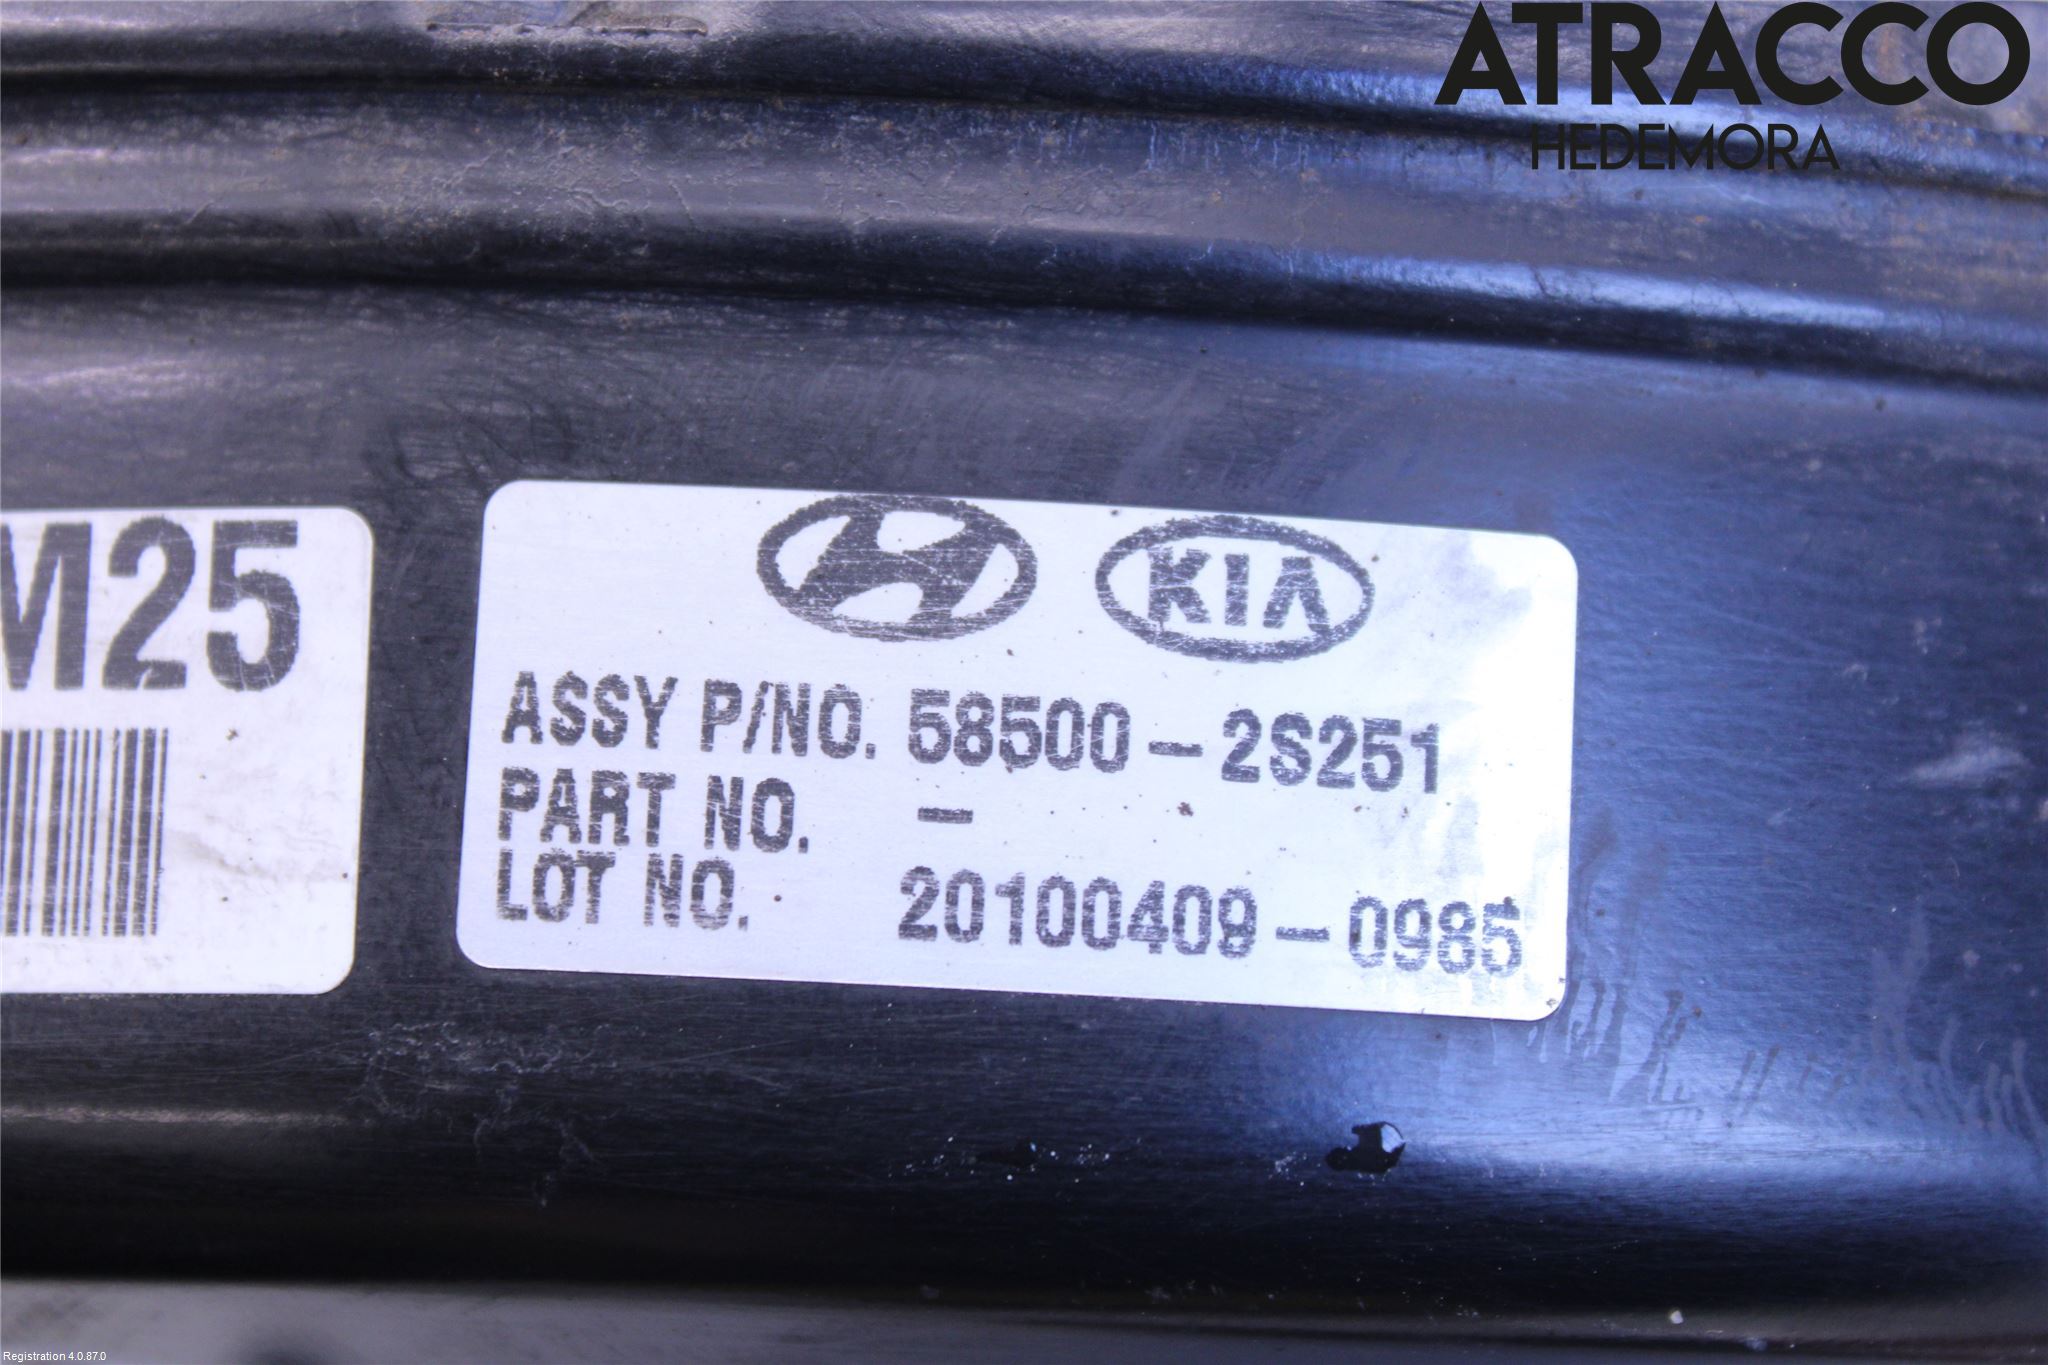 ATRACCO
HEDEMORA
M25
KIA
ASSY P/NO. 58500-2S251
PART NO. -
LOT NO. 20100409-0985
Registration 4.0.87.0